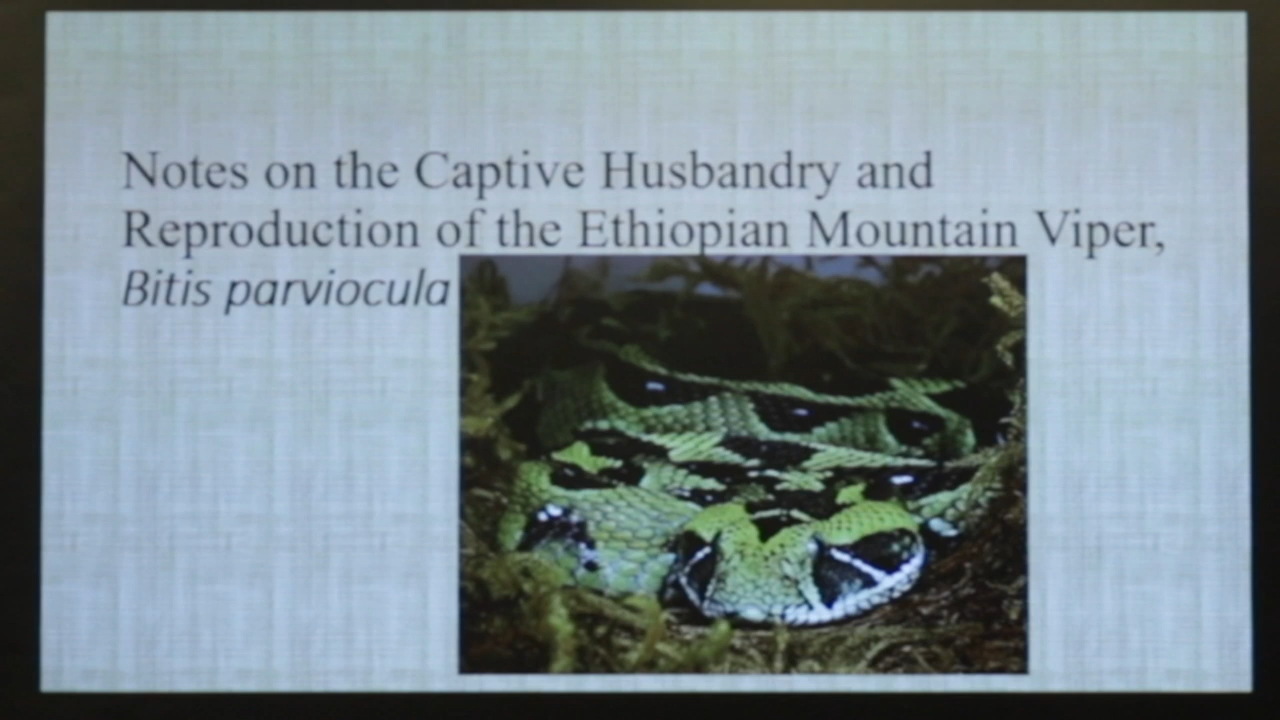 Notes on the Captive Husbandry and
Reproduction of the Ethiopian Mountain Viper,
Bitis parviocula